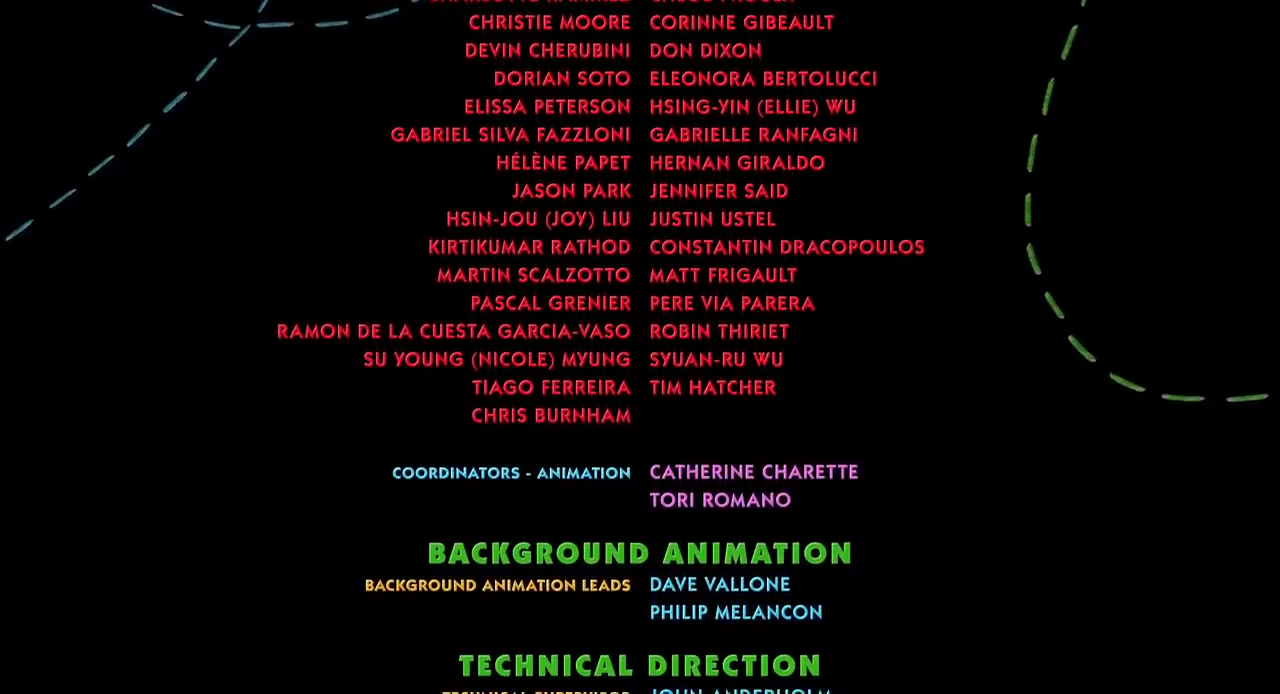 CHRISTIE MOORE CORINNE GIBEAULT
DEVIN CHERUBINI DON DIXON
DORIAN SOTO ELEONORA BERTOLUCCI
ELISSA PETERSON HSING-YIN (ELLIE) WU
GABRIEL SILVA FAZZLONI GABRIELLE RANFAGNI
HÉLÈNE PAPET HERNAN GIRALDO
JASON PARK JENNIFER SAID
HSIN-JOU (JOY) LIU JUSTIN USTEL
KIRTIKUMAR RATHOD CONSTANTIN DRACOPOULOS
MARTIN SCALZOTTO MATT FRIGAULT
PASCAL GRENIER PERE VIA PARERA
RAMON DE LA CUESTA GARCIA-VASO ROBIN THIRIET
SU YOUNG (NICOLE) MYUNG SYUAN-RU WU
TIAGO FERREIRA TIM HATCHER
CHRIS BURNHAM
COORDINATORS - ANIMATION CATHERINE CHARETTE
TORI ROMANO
BACKGROUND ANIMATION
BACKGROUND ANIMATION LEADS DAVE VALLONE
PHILIP MELANCON
TECHNICAL DIRECTION
TECHNICAL SUPERVISOR JOHN ANDERHOLM